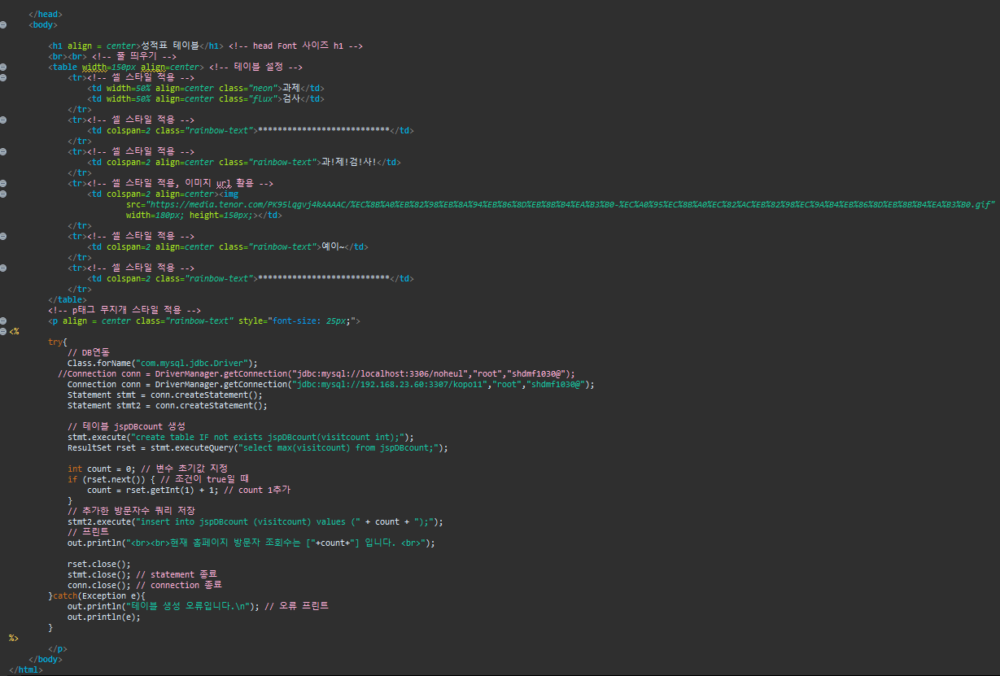 </head>
<body>
<h1 align = center>성적표 테이블</h1> <!-- head Font 사이즈 h1 -->
<br><br> <!-- 줄 띄우기 -->
<table width=150px align=center> <!-- 테이블 설정 -->
<tr><!-- 셀 스타일 적용 -->
<td width=50% align=center class="neon">과제</td>
<td width=50% align=center class="flux">검사</td>
</tr>
<tr><!-- 셀 스타일 적용 -->
<td colspan=2 class="rainbow-text">***************************</td>
</tr>
<tr><!-- 셀 스타일 적용 -->
<td colspan=2 align=center class="rainbow-text">과!제!검!사!</td>
</tr>
<tr><!-- 셀 스타일 적용, 이미지 url 활용 -->
<td colspan=2 align=center><img
src="https://media.tenor.com/PK95lqgvj4kAAAAC/%EC%8B%A0%EB%82%98%EB%8A%94%EB%86%8D%EB%8B%B4%EA%B3%B0-%EC%A0%95%EC%8B%A0%EC%82%AC%EB%82%98%EC%9A%B4%EB%86%8D%EB%8B%B4%EA%B3%B0.gif"
width=180px; height=150px;></td>
</tr>
<tr><!-- 셀 스타일 적용 -->
<td colspan=2 align=center class="rainbow-text">예이~</td>
</tr>
<tr><!-- 셀 스타일 적용 -->
<td colspan=2 class="rainbow-text">***************************</td>
</tr>
</table>
<!-- p태그 무지개 스타일 적용 -->
<p align = center class="rainbow-text" style="font-size: 25px;">
<%
try{
// DB연동
Class.forName("com.mysql.jdbc.Driver");
//Connection conn = DriverManager.getConnection("jdbc:mysql://localhost:3306/noheul","root","shdmf1030@");
Connection conn = DriverManager.getConnection("jdbc:mysql://192.168.23.60:3307/kopo11","root","shdmf1030@");
Statement stmt = conn.createStatement();
Statement stmt2 = conn.createStatement();
// 테이블 jspDBcount 생성
stmt.execute("create table IF not exists jspDBcount(visitcount int);");
ResultSet rset = stmt.executeQuery("select max(visitcount) from jspDBcount;");
int count = 0; // 변수 초기값 지정
if (rset.next()) { // 조건이 true일 떄
count = rset.getInt(1) + 1; // count 1추가
}
// 추가한 방문자수 쿼리 저장
stmt2.execute("insert into jspDBcount (visitcount) values (" + count + ");");
// 프린트
out.println("<br><br>현재 홈페이지 방문자 조회수는 ["+count+"] 입니다. <br>");
rset.close();
stmt.close(); // statement 종료
conn.close(); // connection 종료
}catch(Exception e){
out.println("테이블 생성 오류입니다.\n"); // 오류 프린트
out.println(e);
}
%>
</p>
</body>
</html>